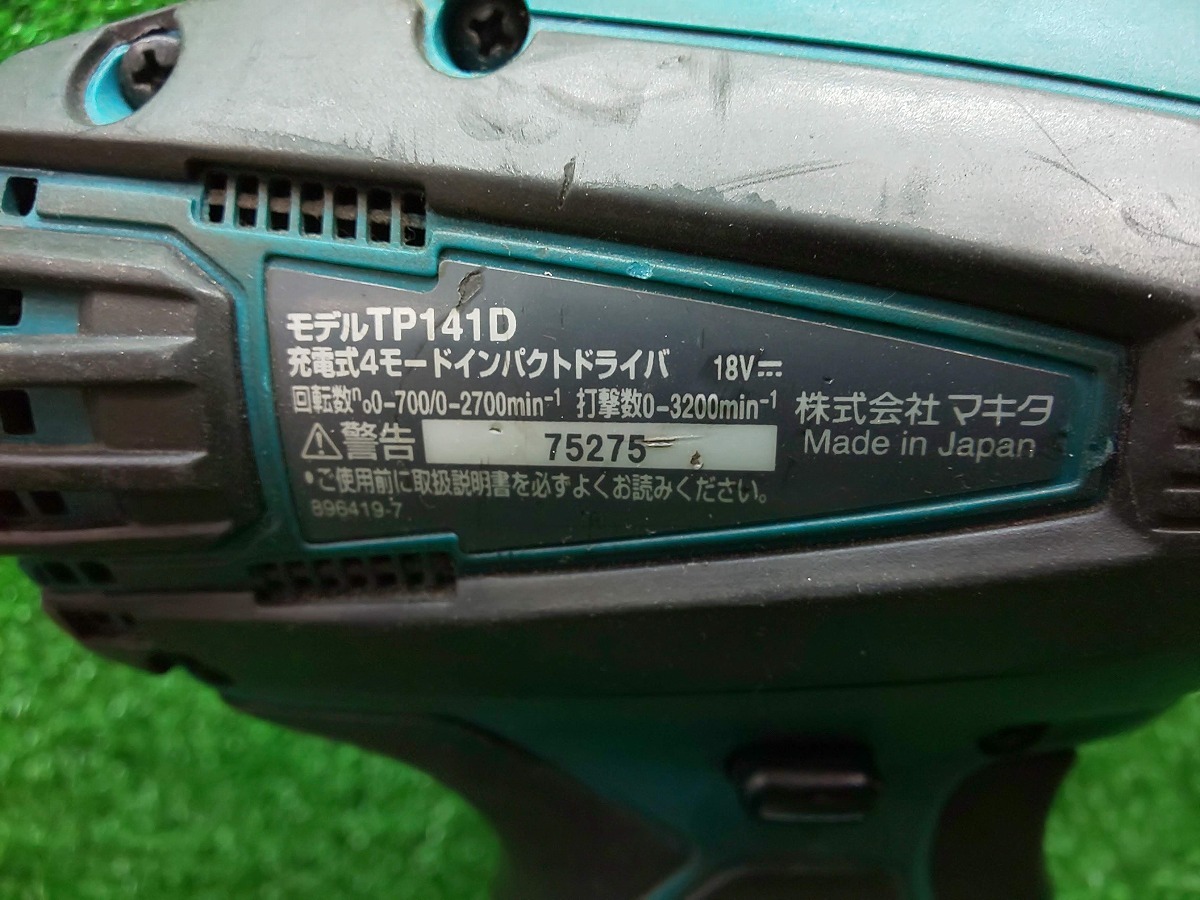 モデルTP141D
充電式4モードインパクトドライバ 18V⎓
回転数n₀0-700/0-2700min⁻¹ 打撃数0-3200min⁻¹
⚠警告 75275
株式会社マキタ
Made in Japan
•ご使用前に取扱説明書を必ずよくお読みください。
896419-7